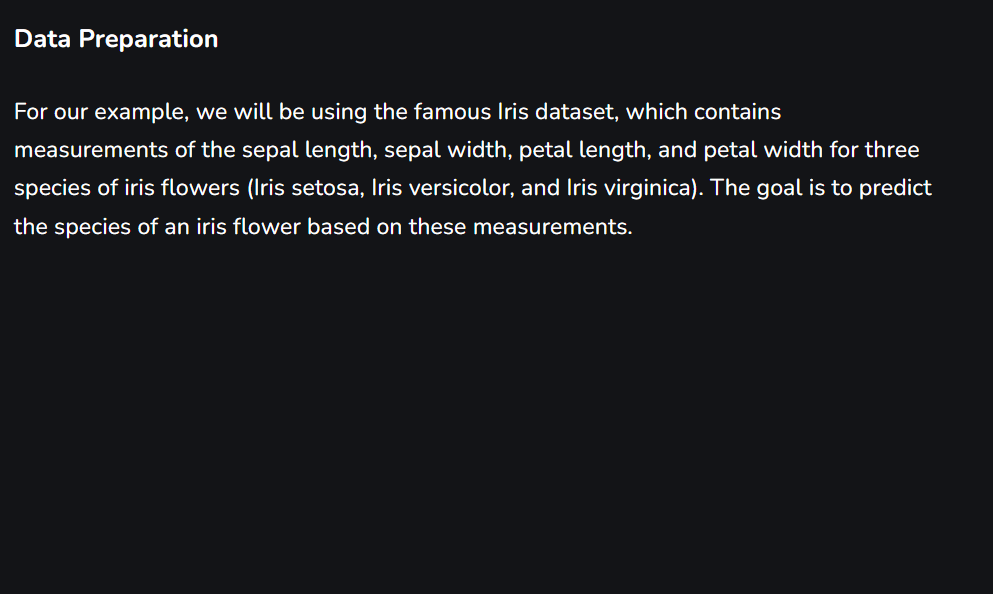 Data Preparation
For our example, we will be using the famous Iris dataset, which contains
measurements of the sepal length, sepal width, petal length, and petal width for three
species of iris flowers (Iris setosa, Iris versicolor, and Iris virginica). The goal is to predict
the species of an iris flower based on these measurements.